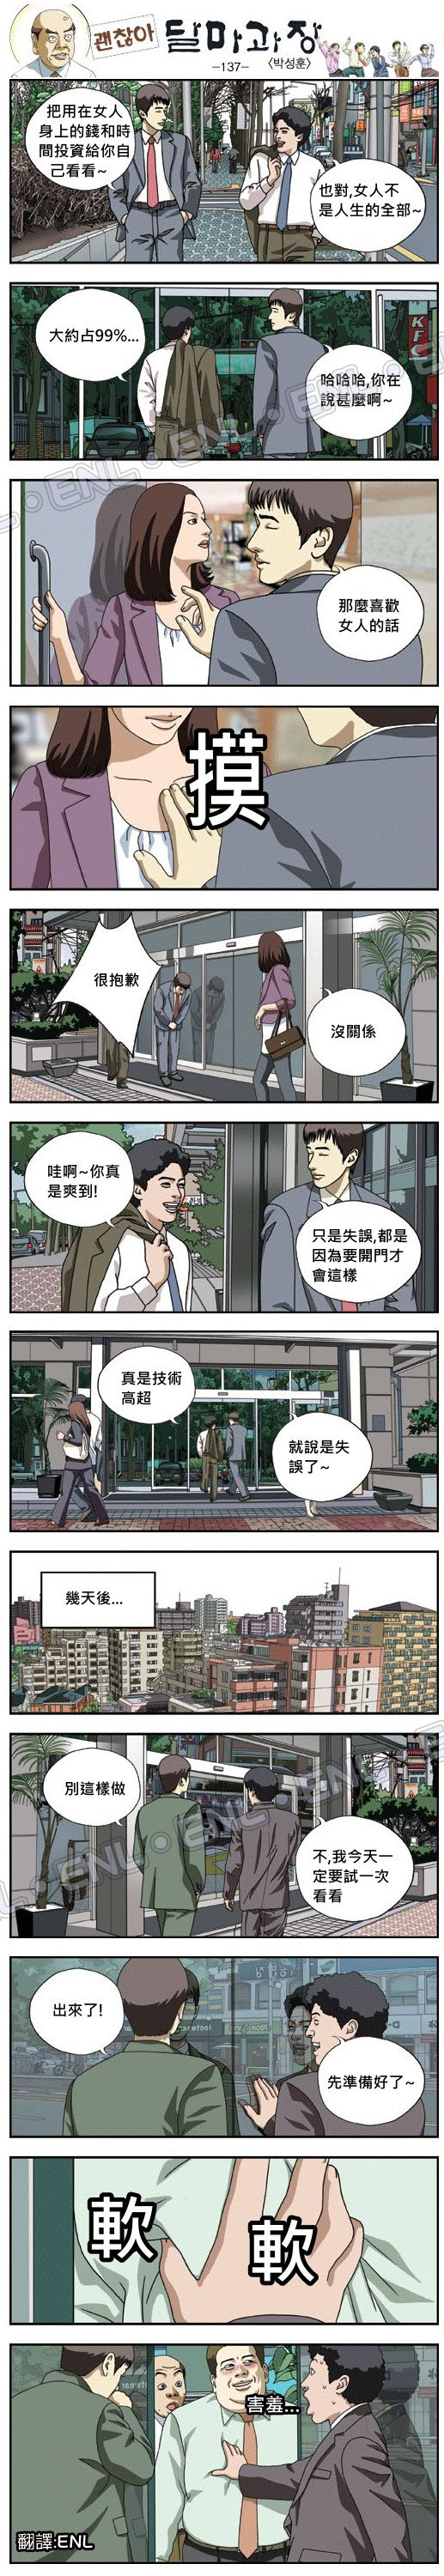 괜찮아 달마과장
-137-
〈박성훈〉
把用在女人
身上的錢和時
間投資給你自
己看看~
也對,女人不
是人生的全部~
大約占99%...
KFC
哈哈哈,你在
說甚麼啊~
ENL
那麼喜歡
女人的話
摸
很抱歉
沒關係
哇啊~你真
是爽到!
只是失誤,都是
因為要開門才
會這樣
真是技術
高超
就說是失
誤了~
幾天後...
別這樣做
不,我今天一
定要試一次
看看
ENL
出來了!
先準備好了~
軟
軟
害羞...
翻譯:ENL